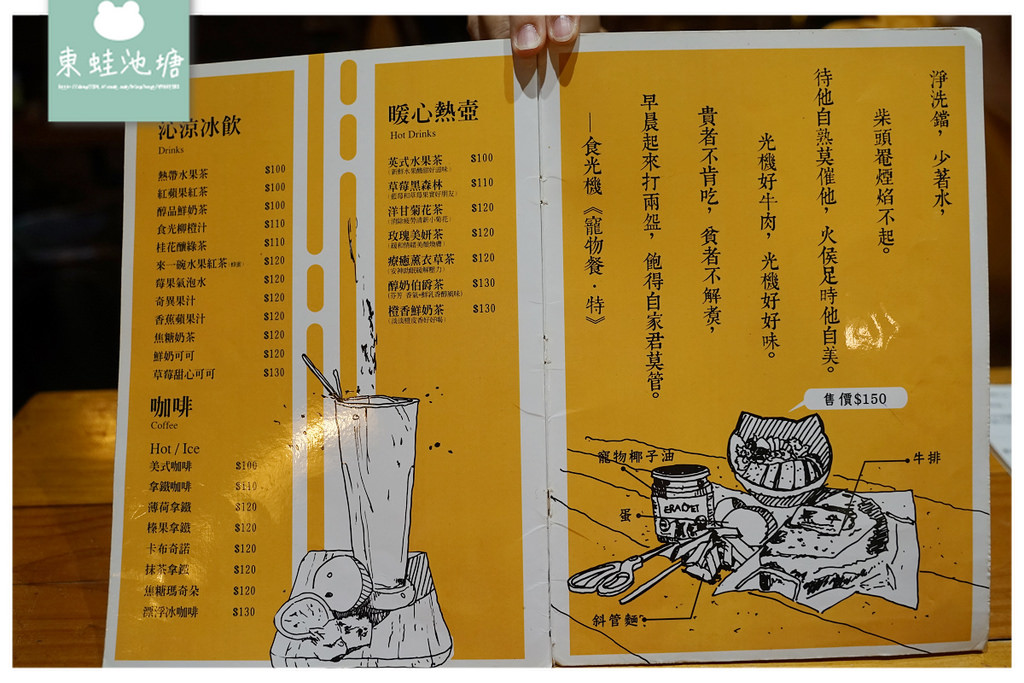 東蛙池塘
沁涼冰飲
Drinks
熱帶水果茶 $100
紅蘋果紅茶 $100
醇品鮮奶茶 $100
食光柳橙汁 $110
桂花釀綠茶 $110
來一碗水果紅茶 $120
莓果氣泡水 $120
奇異果汁 $120
香蕉蘋果汁 $120
焦糖奶茶 $120
鮮奶可可 $120
草莓甜心可可 $130
咖啡
Coffee
Hot / Ice
美式咖啡 $100
拿鐵咖啡 $110
薄荷拿鐵 $120
榛果拿鐵 $120
卡布奇諾 $120
抹茶拿鐵 $120
焦糖瑪奇朵 $120
漂浮冰咖啡 $130
暖心熱壺
Hot Drinks
英式水果茶 $100
草莓黑森林 $110
洋甘菊花茶 $120
玫瑰美妍茶 $120
療癒薰衣草茶 $120
醇奶伯爵茶 $130
橙香鮮奶茶 $130
淨洗鐺，少著水，
柴頭罨煙焰不起。
待他自熟莫催他，火侯足時他自美。
光機好牛肉，光機好好味。
貴者不肯吃，貧者不解煮，
早晨起來打兩盌，飽得自家君莫管。
—食光機《寵物餐．特》
售價$150
寵物椰子油
牛排
蛋
斜管麵